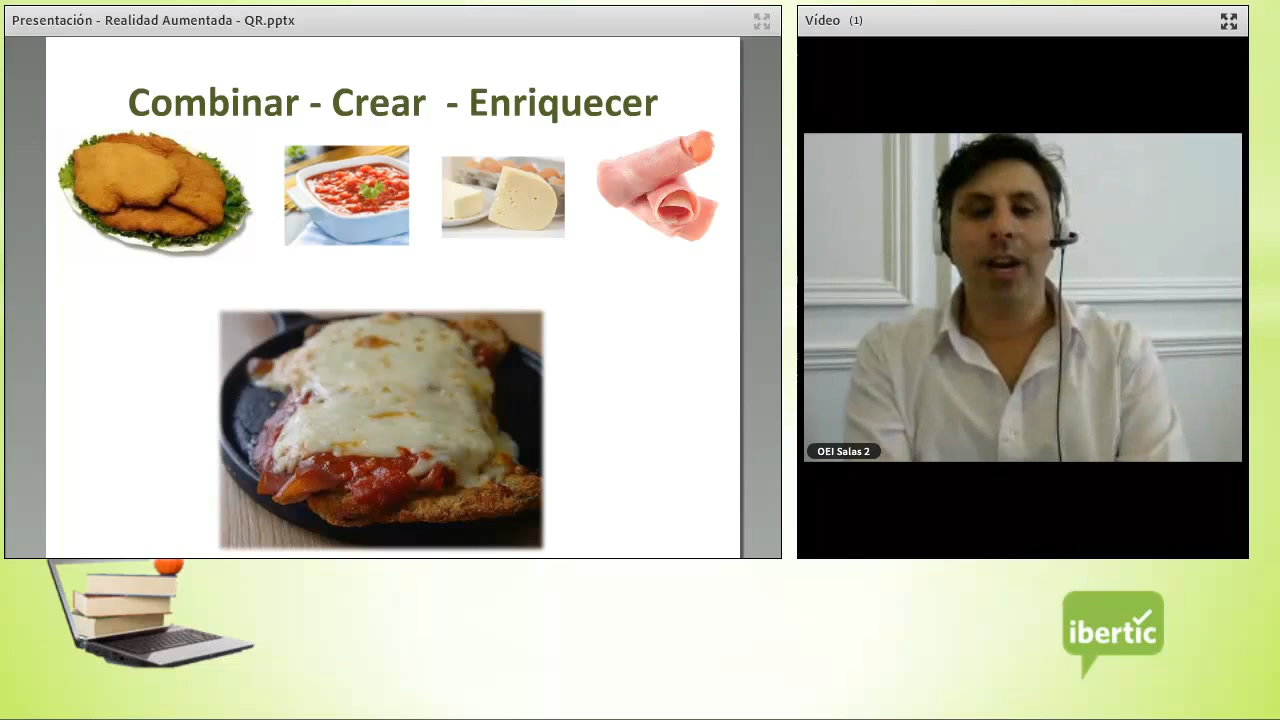 Presentación - Realidad Aumentada - QR.pptx
Vídeo (1)
Combinar - Crear - Enriquecer
OEI Salas 2
ibertic